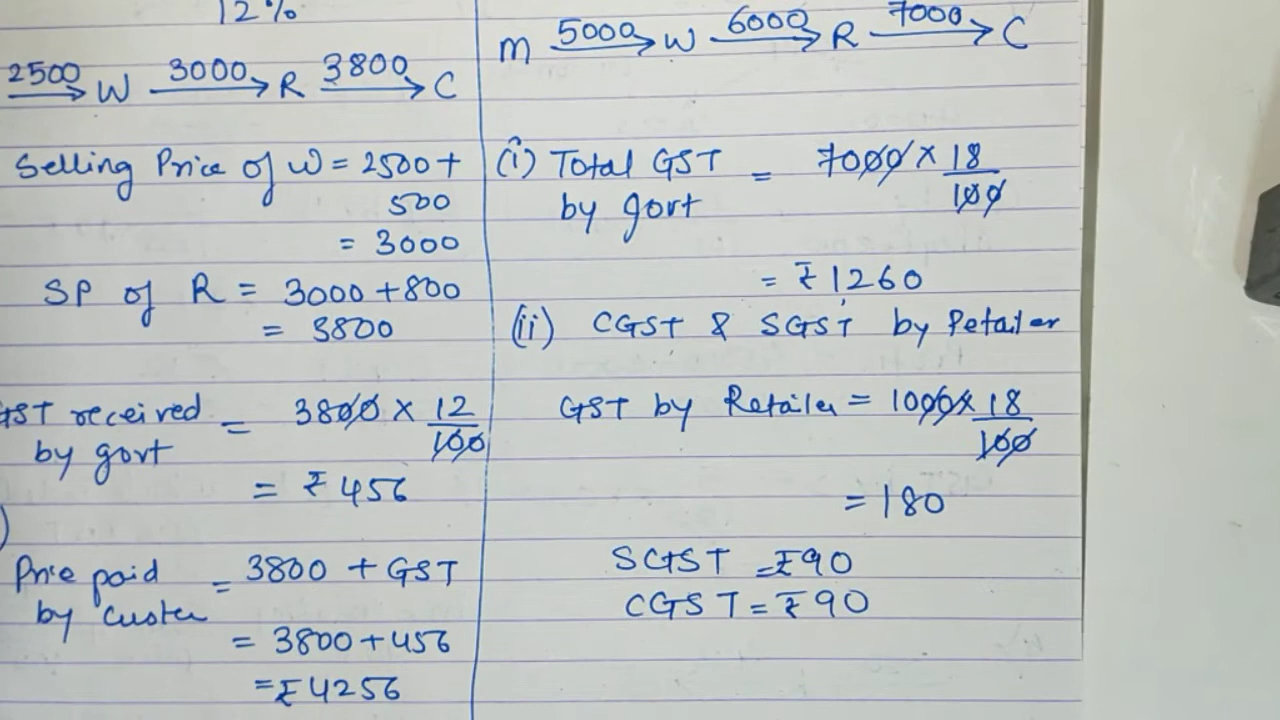 12%
2500 → W 3000 → R 3800 → C
Selling Price of W = 2500 +
500
= 3000
SP of R = 3000 + 800
= 3800
GST received by govt = 3800 × 12/100
= ₹456
)
Price paid by custer = 3800 + GST
= 3800 + 456
= ₹4256
M 5000 → W 6000 → R 7000 → C
(i) Total GST by govt = 7000 × 18/100
= ₹1260
(ii) CGST & SGST by Retailer
GST by Retailer = 1000 × 18/100
= 180
SGST = ₹90
CGST = ₹90